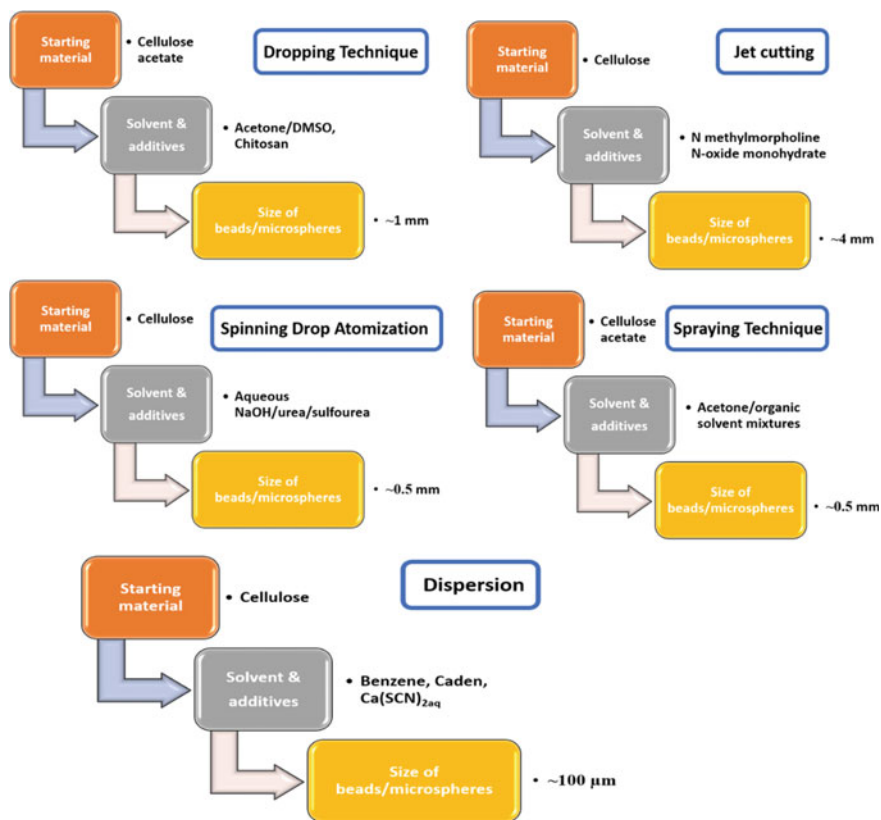 Dropping Technique
Starting
material
• Cellulose
acetate
Solvent &
additives
• Acetone/DMSO,
Chitosan
Size of
beads/microspheres
• ~1 mm
Jet cutting
Starting
material
• Cellulose
Solvent &
additives
• N methylmorpholine
N-oxide monohydrate
Size of
beads/microspheres
• ~4 mm
Spinning Drop Atomization
Starting
material
• Cellulose
Solvent &
additives
• Aqueous
NaOH/urea/sulfourea
Size of
beads/microspheres
• ~0.5 mm
Spraying Technique
Starting
material
• Cellulose
acetate
Solvent &
additives
• Acetone/organic
solvent mixtures
Size of
beads/microspheres
• ~0.5 mm
Dispersion
Starting
material
• Cellulose
Solvent &
additives
• Benzene, Caden,
Ca(SCN)₂aq
Size of
beads/microspheres
• ~100 µm